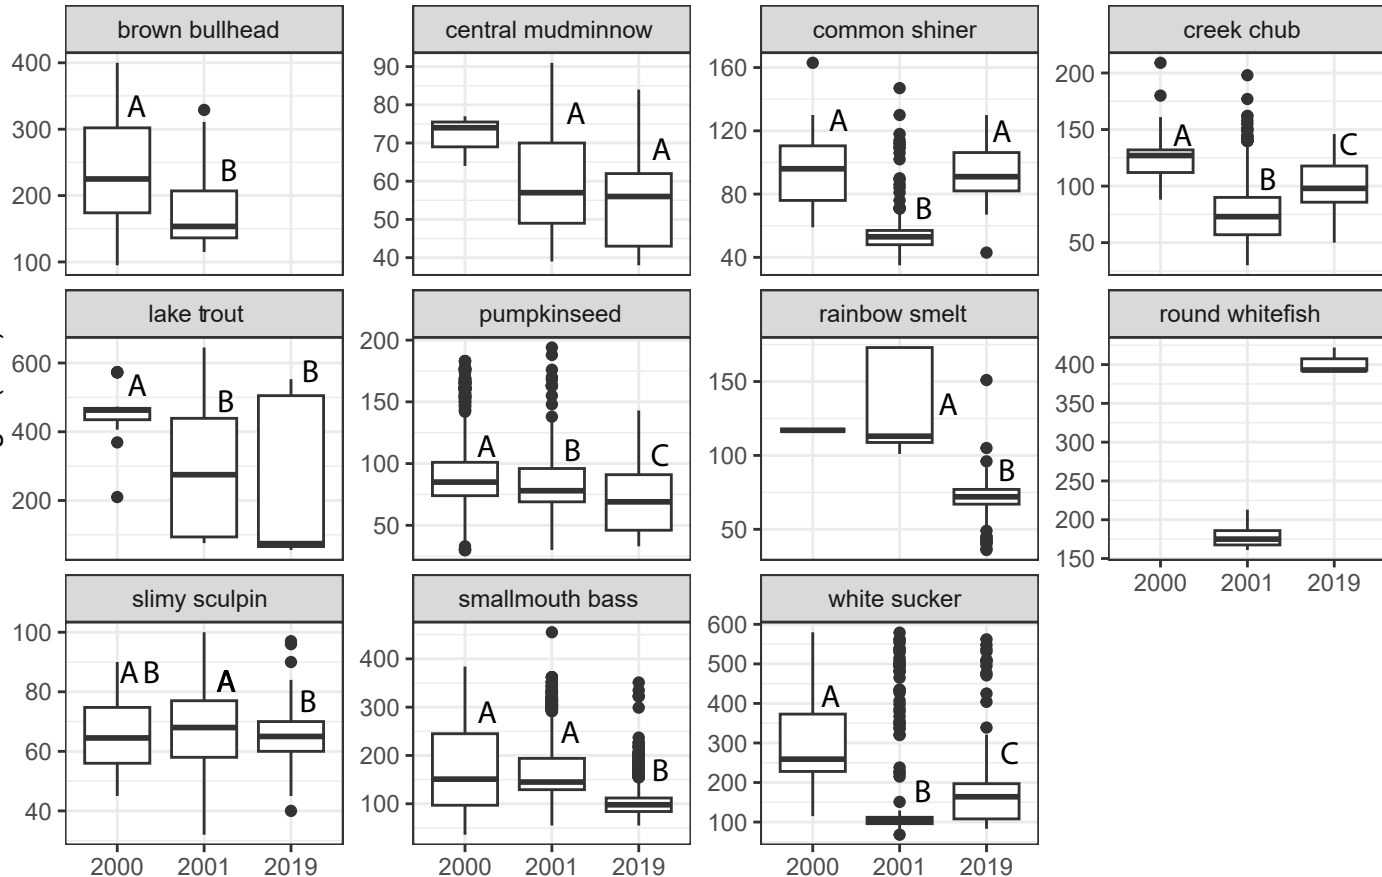 brown bullhead central mudminnow common shiner creek chub
400 300 200 100 A B
90 80 70 60 50 40 A A
160 120 80 40 A B A
200 150 100 50 A B C
lake trout pumpkinseed rainbow smelt round whitefish
600 400 200 A B B
200 150 100 50 A B C
150 100 50 A B
400 350 300 250 200 150
2000 2001 2019
slimy sculpin smallmouth bass white sucker
100 80 60 40 A B A B
400 300 200 100 A A B
600 500 400 300 200 100 A B C
2000 2001 2019 2000 2001 2019 2000 2001 2019